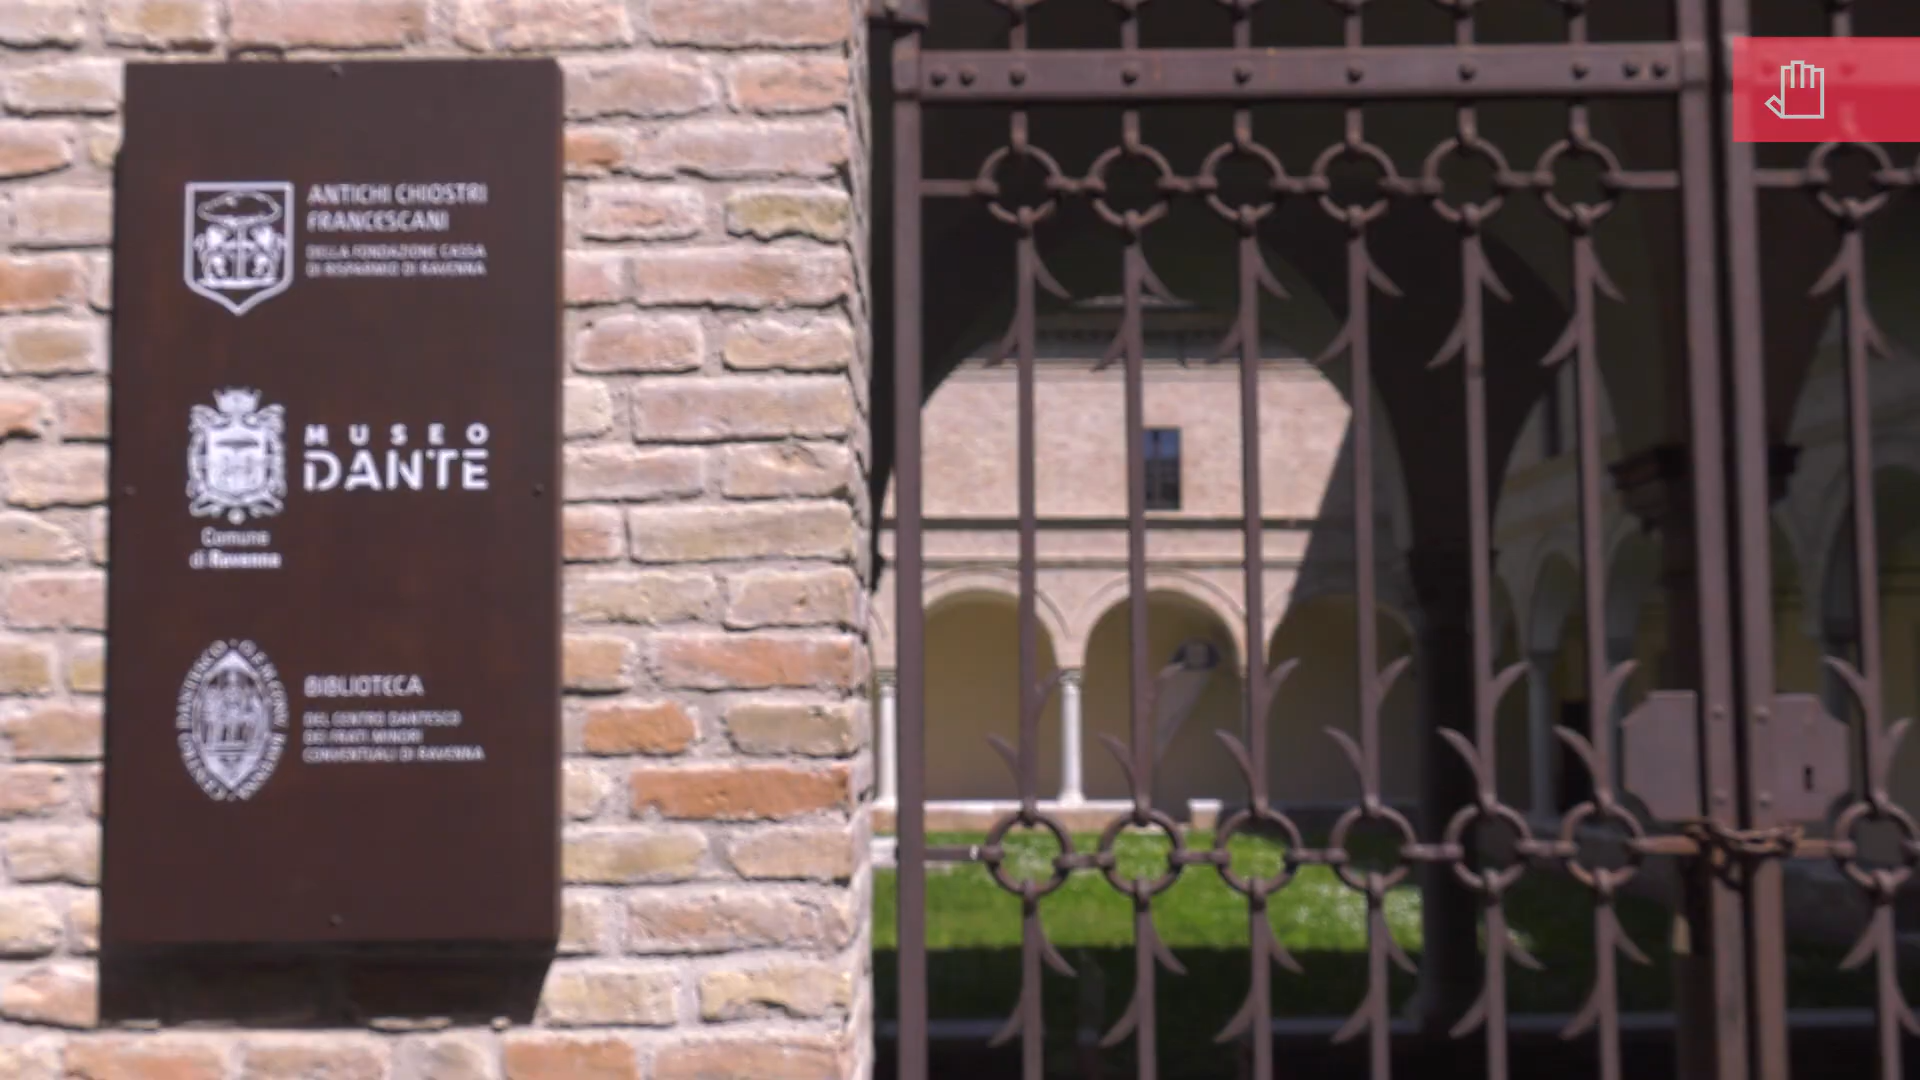 ANTICHI CHIOSTRI
FRANCESCANI
DELLA FONDAZIONE CASSA
DI RISPARMIO DI RAVENNA
MUSEO
DANTE
Comune
di Ravenna
BIBLIOTECA
DEL CENTRO DANTESCO
DEI FRATI MINORI
CONVENTUALI DI RAVENNA